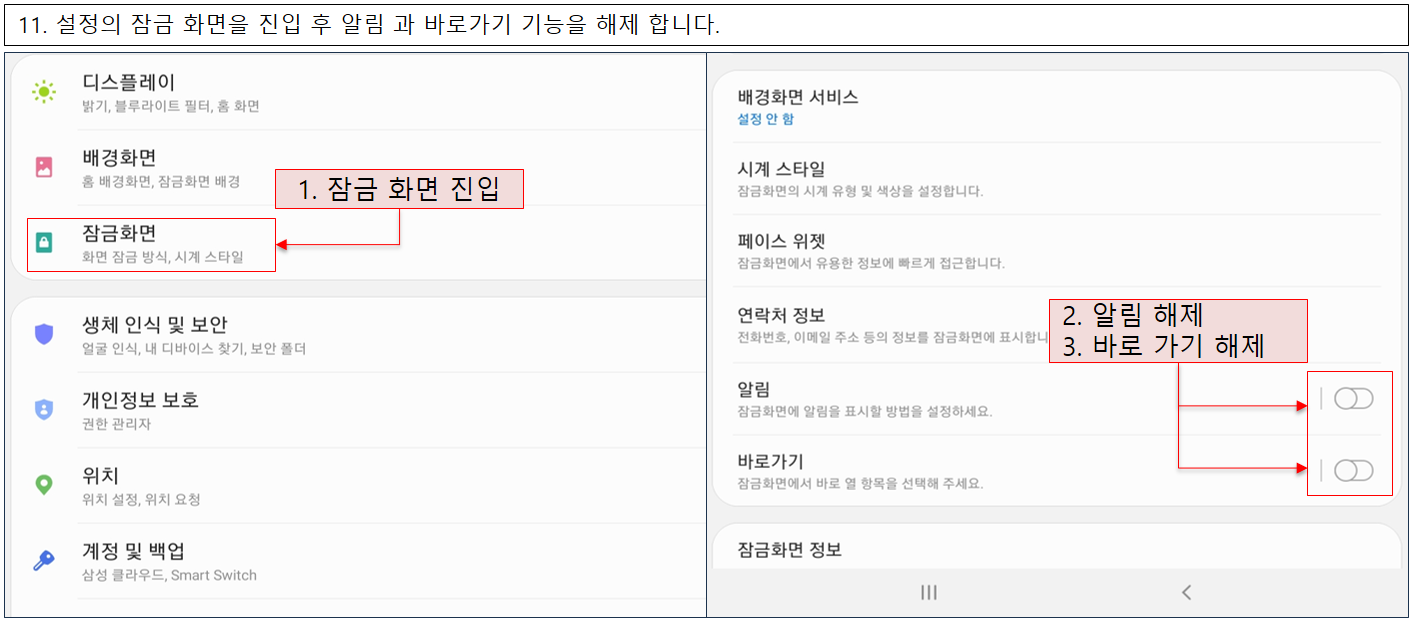 11. 설정의 잠금 화면을 진입 후 알림 과 바로가기 기능을 해제 합니다.
디스플레이
밝기, 블루라이트 필터, 홈 화면
배경화면
홈 배경화면, 잠금화면 배경
1. 잠금 화면 진입
잠금화면
화면 잠금 방식, 시계 스타일
생체 인식 및 보안
얼굴 인식, 내 디바이스 찾기, 보안 폴더
개인정보 보호
권한 관리자
위치
위치 설정, 위치 요청
계정 및 백업
삼성 클라우드, Smart Switch
배경화면 서비스
설정 안 함
시계 스타일
잠금화면의 시계 유형 및 색상을 설정합니다.
페이스 위젯
잠금화면에서 유용한 정보에 빠르게 접근합니다.
연락처 정보
전화번호, 이메일 주소 등의 정보를 잠금화면에 표시합니
2. 알림 해제
3. 바로 가기 해제
알림
잠금화면에 알림을 표시할 방법을 설정하세요.
바로가기
잠금화면에서 바로 열 항목을 선택해 주세요.
잠금화면 정보